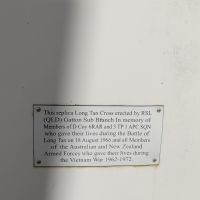 This replica Long Tan Cross erected by RSL
(QLD) Gatton Sub Branch In memory of
Members of D Coy 6RAR and 3 TP 1 APC SQN
who gave their lives during the Battle of
Long Tan on 18 August 1966 and all Members
of the Australian and New Zealand
Armed Forces who gave their lives during
the Vietnam War 1962-1972.